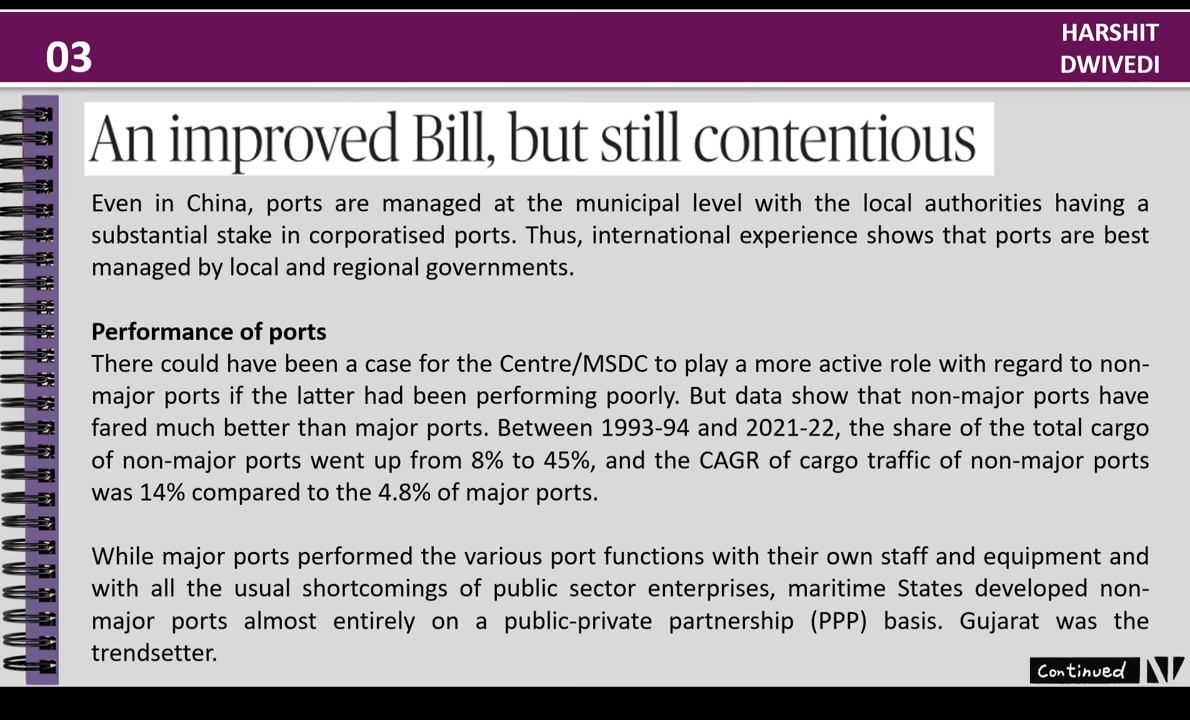 03
HARSHIT
DWIVEDI
An improved Bill, but still contentious
Even in China, ports are managed at the municipal level with the local authorities having a
substantial stake in corporatised ports. Thus, international experience shows that ports are best
managed by local and regional governments.
Performance of ports
There could have been a case for the Centre/MSDC to play a more active role with regard to non-
major ports if the latter had been performing poorly. But data show that non-major ports have
fared much better than major ports. Between 1993-94 and 2021-22, the share of the total cargo
of non-major ports went up from 8% to 45%, and the CAGR of cargo traffic of non-major ports
was 14% compared to the 4.8% of major ports.
While major ports performed the various port functions with their own staff and equipment and
with all the usual shortcomings of public sector enterprises, maritime States developed non-
major ports almost entirely on a public-private partnership (PPP) basis. Gujarat was the
trendsetter.
Continued